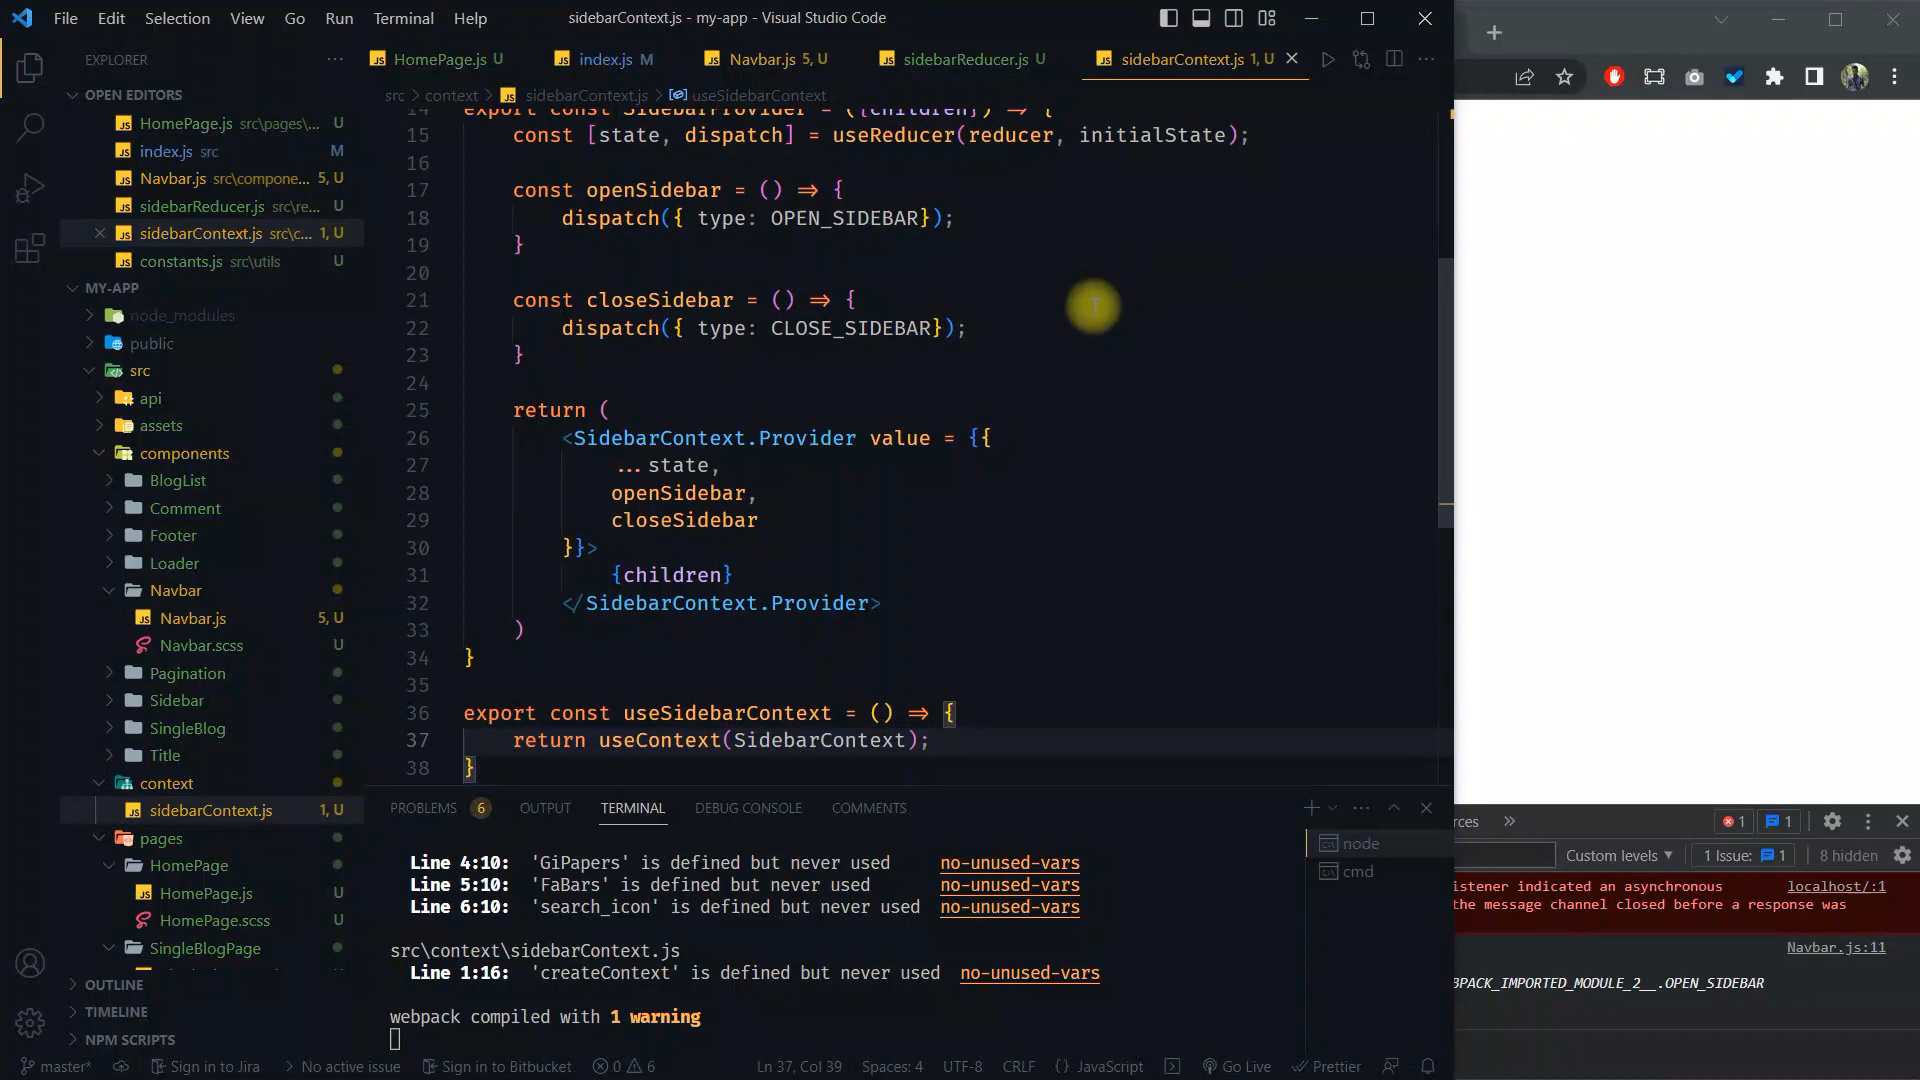 File Edit Selection View Go Run Terminal Help
sidebarContext.js - my-app - Visual Studio Code
EXPLORER
HomePage.js U
index.js M
Navbar.js 5, U
sidebarReducer.js U
sidebarContext.js 1, U
src > context > sidebarContext.js > useSidebarContext
OPEN EDITORS
HomePage.js src\pages\... U
index.js src M
Navbar.js src\compone... 5, U
sidebarReducer.js src\re... U
sidebarContext.js src\c... 1, U
constants.js src\utils U
MY-APP
node_modules
public
src
api
assets
components
BlogList
Comment
Footer
Loader
Navbar
Navbar.js 5, U
Navbar.scss U
Pagination
Sidebar
SingleBlog
Title
context
sidebarContext.js 1, U
pages
HomePage
HomePage.js U
HomePage.scss U
SingleBlogPage
OUTLINE
TIMELINE
NPM SCRIPTS
14 export const SidebarProvider = ({children}) => {
15 const [state, dispatch] = useReducer(reducer, initialState);
16
17 const openSidebar = () => {
18 dispatch({ type: OPEN_SIDEBAR});
19 }
20
21 const closeSidebar = () => {
22 dispatch({ type: CLOSE_SIDEBAR});
23 }
24
25 return (
26 <SidebarContext.Provider value = {{
27 ...state,
28 openSidebar,
29 closeSidebar
30 }}>
31 {children}
32 </SidebarContext.Provider>
33 )
34 }
35
36 export const useSidebarContext = () => {
37 return useContext(SidebarContext);
38 }
PROBLEMS 6 OUTPUT TERMINAL DEBUG CONSOLE COMMENTS
Line 4:10: 'GiPapers' is defined but never used no-unused-vars
Line 5:10: 'FaBars' is defined but never used no-unused-vars
Line 6:10: 'search_icon' is defined but never used no-unused-vars
src\context\sidebarContext.js
Line 1:16: 'createContext' is defined but never used no-unused-vars
webpack compiled with 1 warning
node
cmd
rces
1
1
Custom levels
1 Issue: 1
8 hidden
istener indicated an asynchronous localhost/:1
the message channel closed before a response was
Navbar.js:11
BPACK_IMPORTED_MODULE_2__.OPEN_SIDEBAR
master* Sign in to Jira No active issue Sign in to Bitbucket 0 6 Ln 37, Col 39 Spaces: 4 UTF-8 CRLF {} JavaScript Go Live Prettier